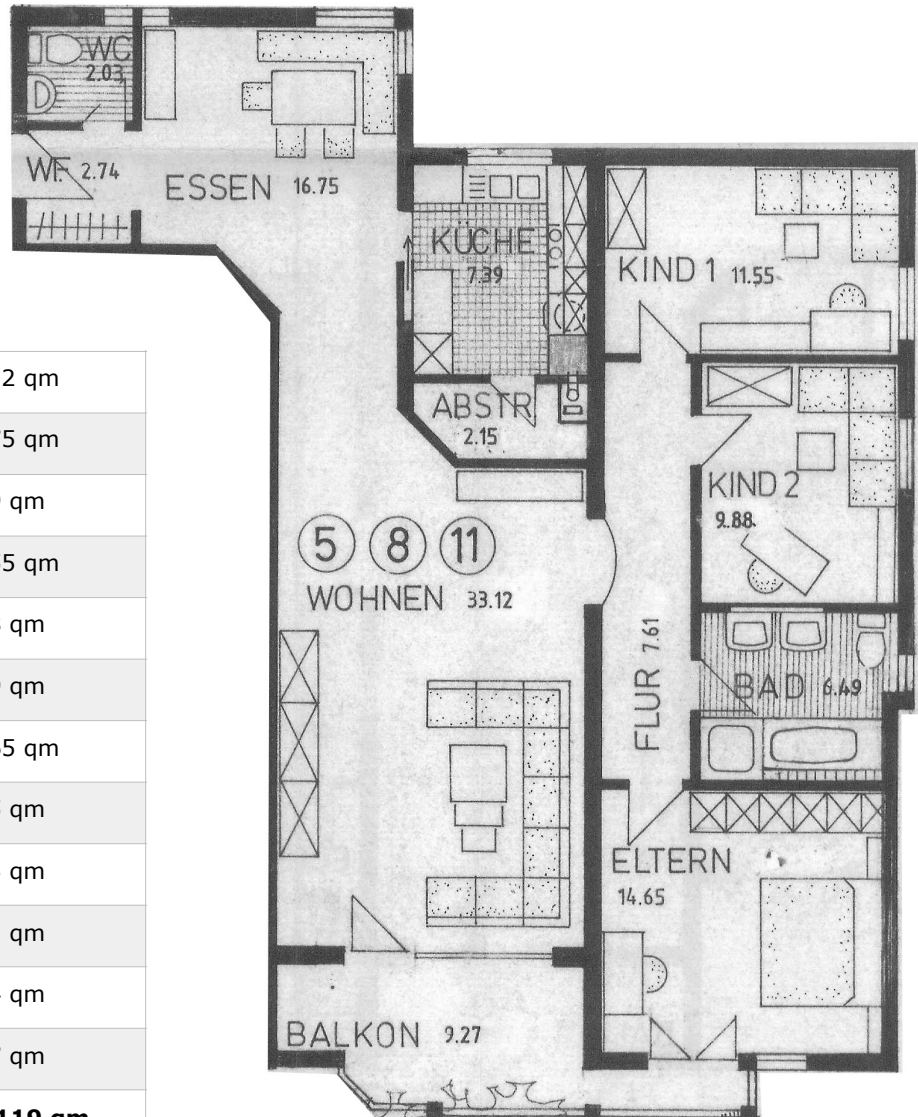 WC
2.03
WF 2.74
ESSEN 16.75
KÜCHE
7.39
KIND 1 11.55
ABSTR.
2.15
KIND 2
9.88
5 8 11
WOHNEN 33.12
FLUR 7.61
BAD 6.49
ELTERN
14.65
BALKON 9.27
2 qm
5 qm
qm
5 qm
qm
qm
5 qm
qm
qm
qm
qm
qm
119 qm